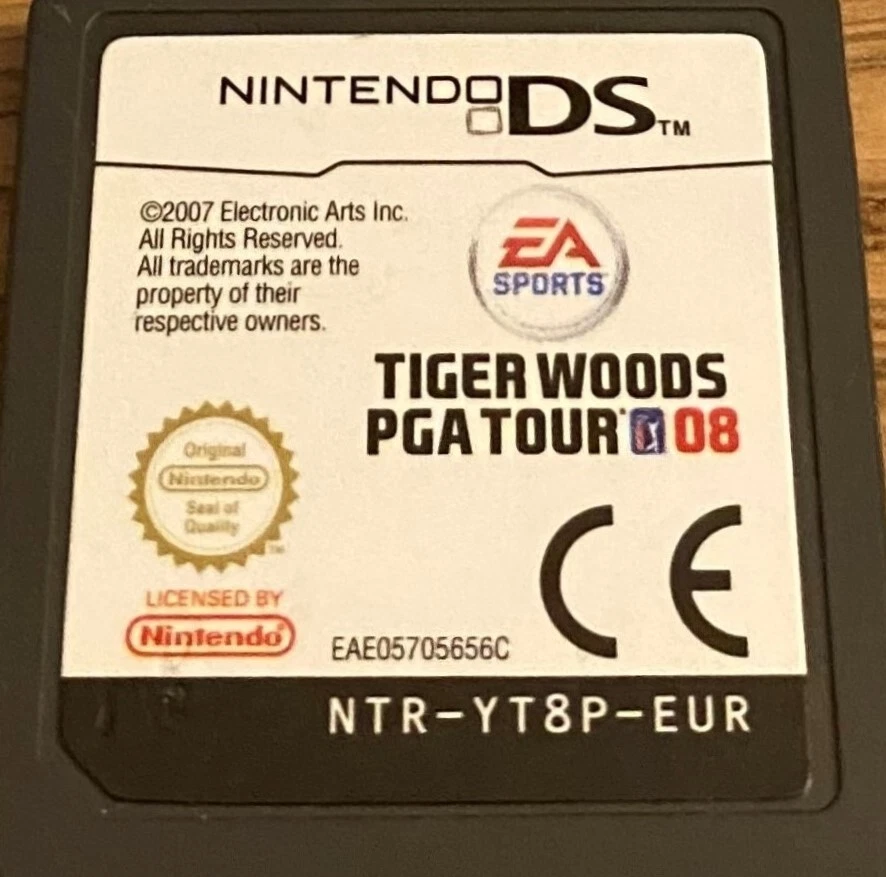 NINTENDO DS™
©2007 Electronic Arts Inc.
All Rights Reserved.
All trademarks are the
property of their
respective owners.
EA
SPORTS
TIGER WOODS
PGA TOUR® 08
Original
Nintendo
Seal of
Quality
TM
LICENSED BY
Nintendo®
EAE05705656C
CE
NTR-YT8P-EUR